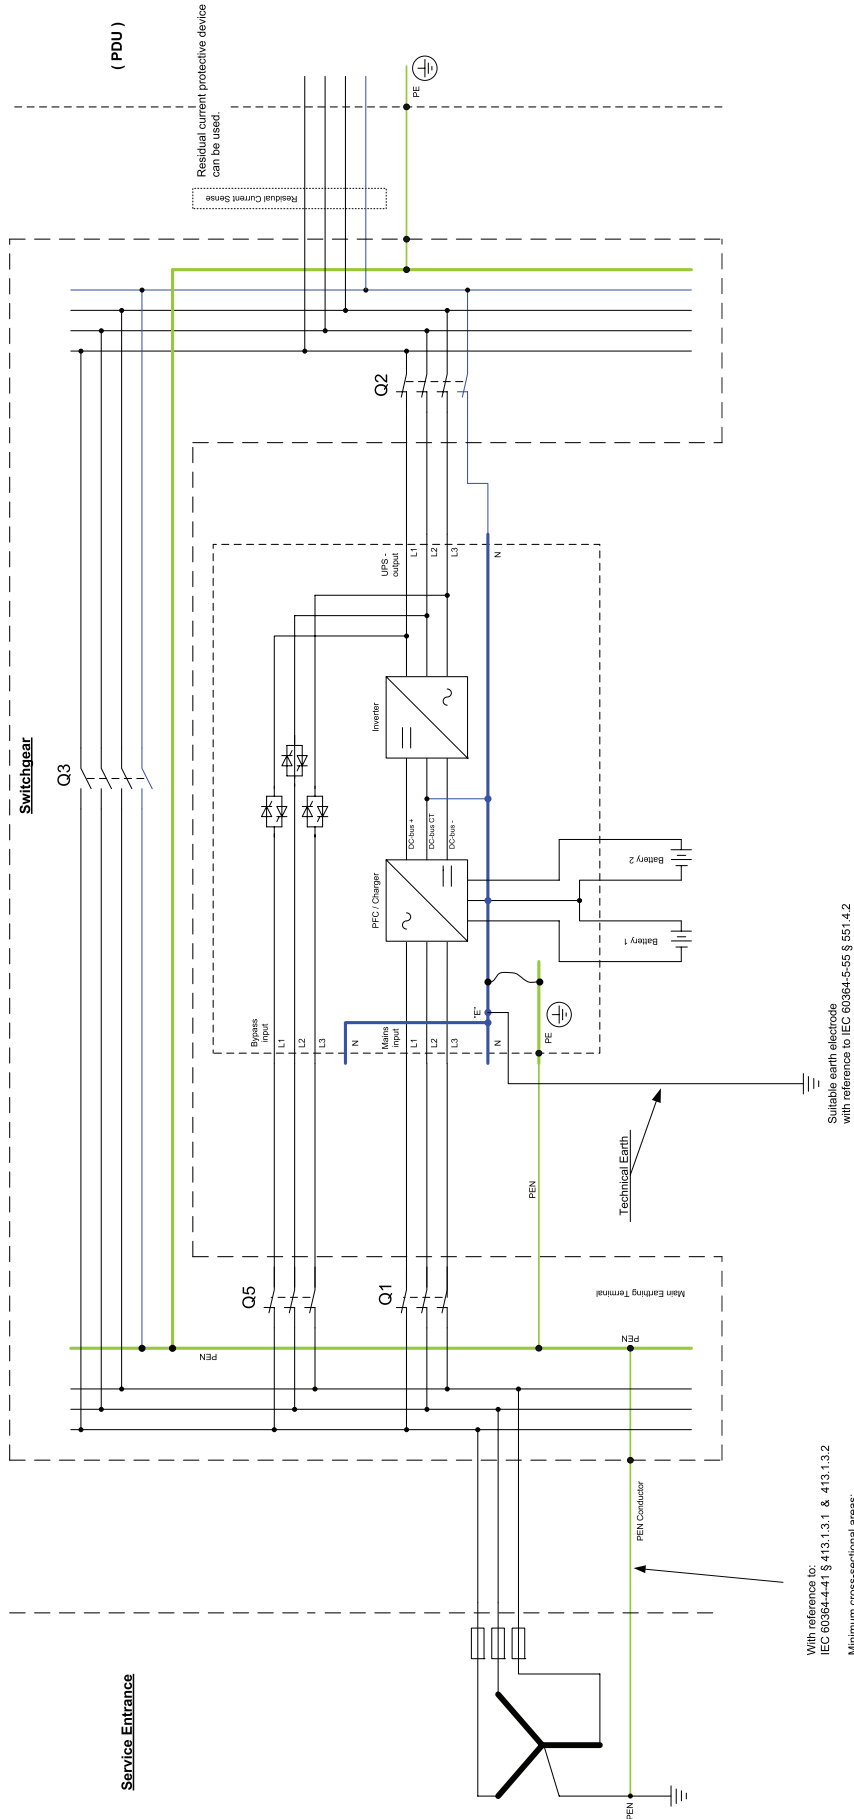 ( PDU )
Residual current protective device
can be used.
Residual Current Sense
PE
Switchgear
Q3
Q2
UPS -
output
L1
L2
L3
N
Inverter
DC-bus +
DC-bus CT
DC-bus -
PFC / Charger
Battery 2
Battery 1
Bypass
input
L1
L2
L3
N
Mains
input
L1
L2
L3
N
"E"
PE
Technical Earth
PEN
Suitable earth electrode
with reference to IEC 60364-5-55 § 551.4.2
Q5
Q1
Main Earthing Terminal
PEN
PEN
PEN Conductor
With reference to:
IEC 60364-4-41 § 413.1.3.1 & 413.1.3.2
Minimum cross-sectional areas:
Service Entrance
PEN